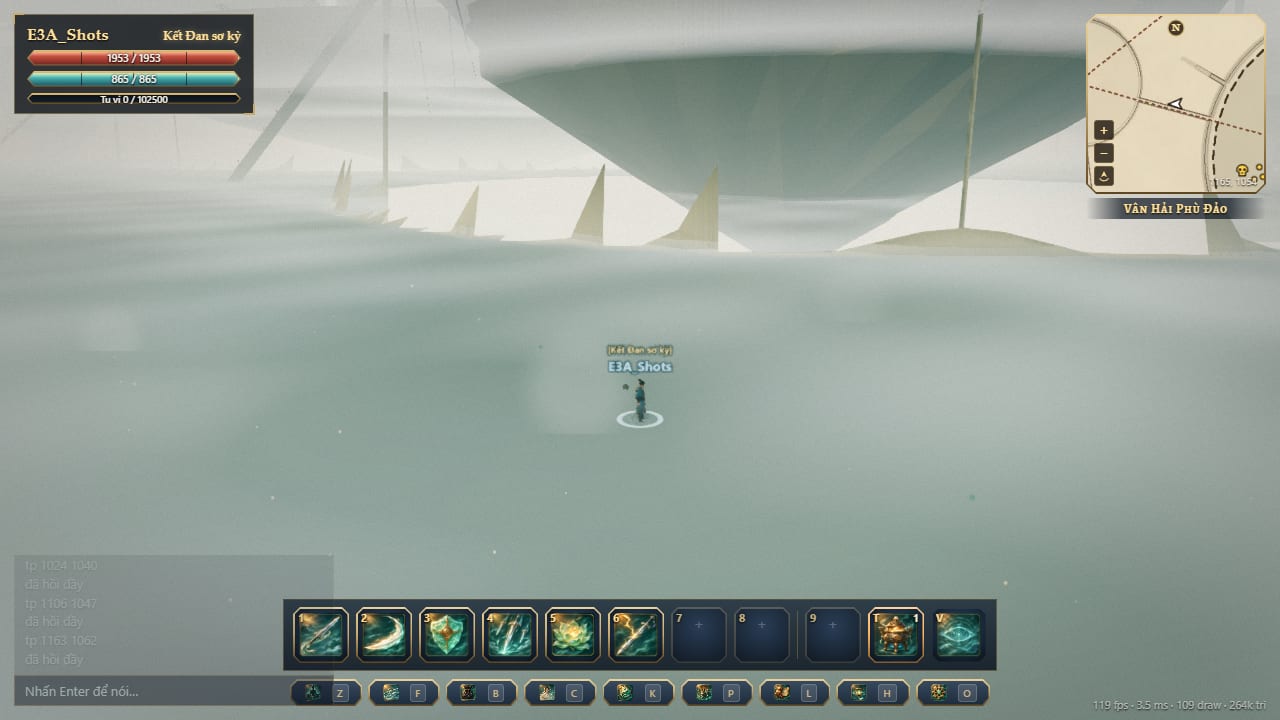 E3A_Shots
Kết Đan sơ kỳ
1953 / 1953
865 / 865
Tu vi 0 / 102500
N
+
−
Vân Hải Phù Đảo
[Kết Đan sơ kỳ]
E3A_Shots
tp 1024 1040
đã hồi đầy
tp 1106 1047
đã hồi đầy
tp 1163 1062
đã hồi đầy
Nhấn Enter để nói...
1 2 3 4 5 6 7 + 8 + 9 + T 1 V
Z F B C K P L H O
119 fps · 3.5 ms · 109 draw · 264k tri